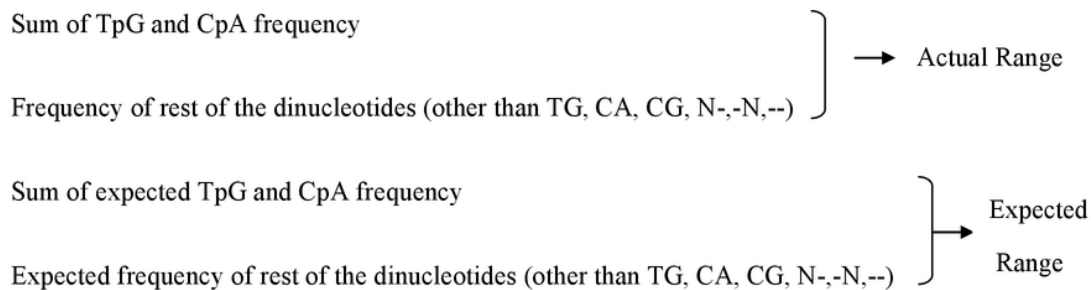 Sum of TpG and CpA frequency
Actual Range
Frequency of rest of the dinucleotides (other than TG, CA, CG, N-,-N,--)
Sum of expected TpG and CpA frequency
Expected
Range
Expected frequency of rest of the dinucleotides (other than TG, CA, CG, N-,-N,--)